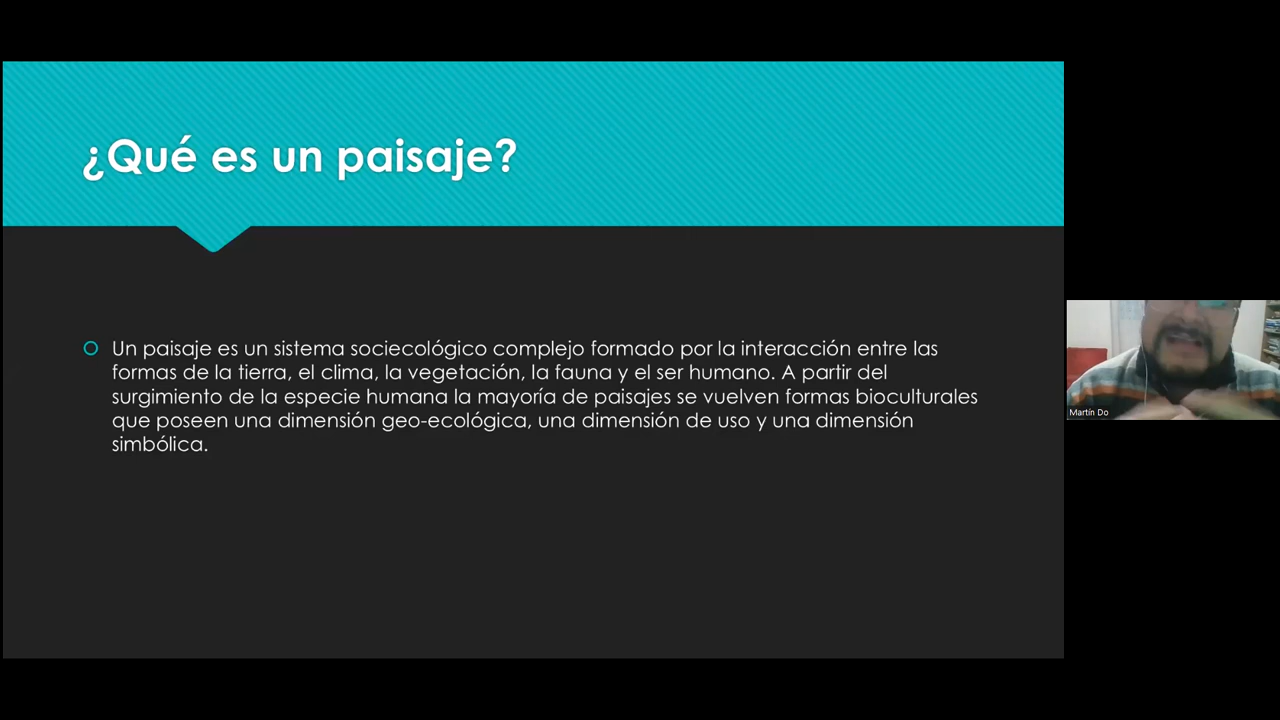 ¿Qué es un paisaje?
Un paisaje es un sistema sociecológico complejo formado por la interacción entre las
formas de la tierra, el clima, la vegetación, la fauna y el ser humano. A partir del
surgimiento de la especie humana la mayoría de paisajes se vuelven formas bioculturales
que poseen una dimensión geo-ecológica, una dimensión de uso y una dimensión
simbólica.
Martín Do